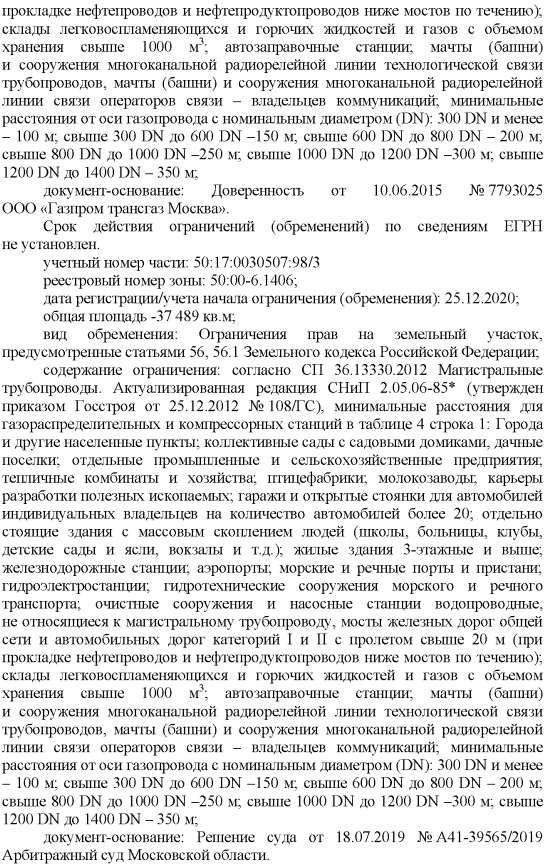 прокладке нефтепроводов и нефтепродуктопроводов ниже мостов по течению);
склады легковоспламеняющихся и горючих жидкостей и газов с объемом
хранения свыше 1000 м³; автозаправочные станции; мачты (башни)
и сооружения многоканальной радиорелейной линии технологической связи
трубопроводов, мачты (башни) и сооружения многоканальной радиорелейной
линии связи операторов связи – владельцев коммуникаций; минимальные
расстояния от оси газопровода с номинальным диаметром (DN): 300 DN и менее
– 100 м; свыше 300 DN до 600 DN –150 м; свыше 600 DN до 800 DN – 200 м;
свыше 800 DN до 1000 DN –250 м; свыше 1000 DN до 1200 DN –300 м; свыше
1200 DN до 1400 DN – 350 м;
документ-основание: Доверенность от 10.06.2015 № 7793025
ООО «Газпром трансгаз Москва».
Срок действия ограничений (обременений) по сведениям ЕГРН
не установлен.
учетный номер части: 50:17:0030507:98/3
реестровый номер зоны: 50:00-6.1406;
дата регистрации/учета начала ограничения (обременения): 25.12.2020;
общая площадь -37 489 кв.м;
вид обременения: Ограничения прав на земельный участок,
предусмотренные статьями 56, 56.1 Земельного кодекса Российской Федерации;
содержание ограничения: согласно СП 36.13330.2012 Магистральные
трубопроводы. Актуализированная редакция СНиП 2.05.06-85* (утвержден
приказом Госстроя от 25.12.2012 № 108/ГС), минимальные расстояния для
газораспределительных и компрессорных станций в таблице 4 строка 1: Города
и другие населенные пункты; коллективные сады с садовыми домиками, дачные
поселки; отдельные промышленные и сельскохозяйственные предприятия;
тепличные комбинаты и хозяйства; птицефабрики; молокозаводы; карьеры
разработки полезных ископаемых; гаражи и открытые стоянки для автомобилей
индивидуальных владельцев на количество автомобилей более 20; отдельно
стоящие здания с массовым скоплением людей (школы, больницы, клубы,
детские сады и ясли, вокзалы и т.д.); жилые здания 3-этажные и выше;
железнодорожные станции; аэропорты; морские и речные порты и пристани;
гидроэлектростанции; гидротехнические сооружения морского и речного
транспорта; очистные сооружения и насосные станции водопроводные,
не относящиеся к магистральному трубопроводу, мосты железных дорог общей
сети и автомобильных дорог категорий I и II с пролетом свыше 20 м (при
прокладке нефтепроводов и нефтепродуктопроводов ниже мостов по течению);
склады легковоспламеняющихся и горючих жидкостей и газов с объемом
хранения свыше 1000 м³; автозаправочные станции; мачты (башни)
и сооружения многоканальной радиорелейной линии технологической связи
трубопроводов, мачты (башни) и сооружения многоканальной радиорелейной
линии связи операторов связи – владельцев коммуникаций; минимальные
расстояния от оси газопровода с номинальным диаметром (DN): 300 DN и менее
– 100 м; свыше 300 DN до 600 DN –150 м; свыше 600 DN до 800 DN – 200 м;
свыше 800 DN до 1000 DN –250 м; свыше 1000 DN до 1200 DN –300 м; свыше
1200 DN до 1400 DN – 350 м;
документ-основание: Решение суда от 18.07.2019 № А41-39565/2019
Арбитражный суд Московской области.